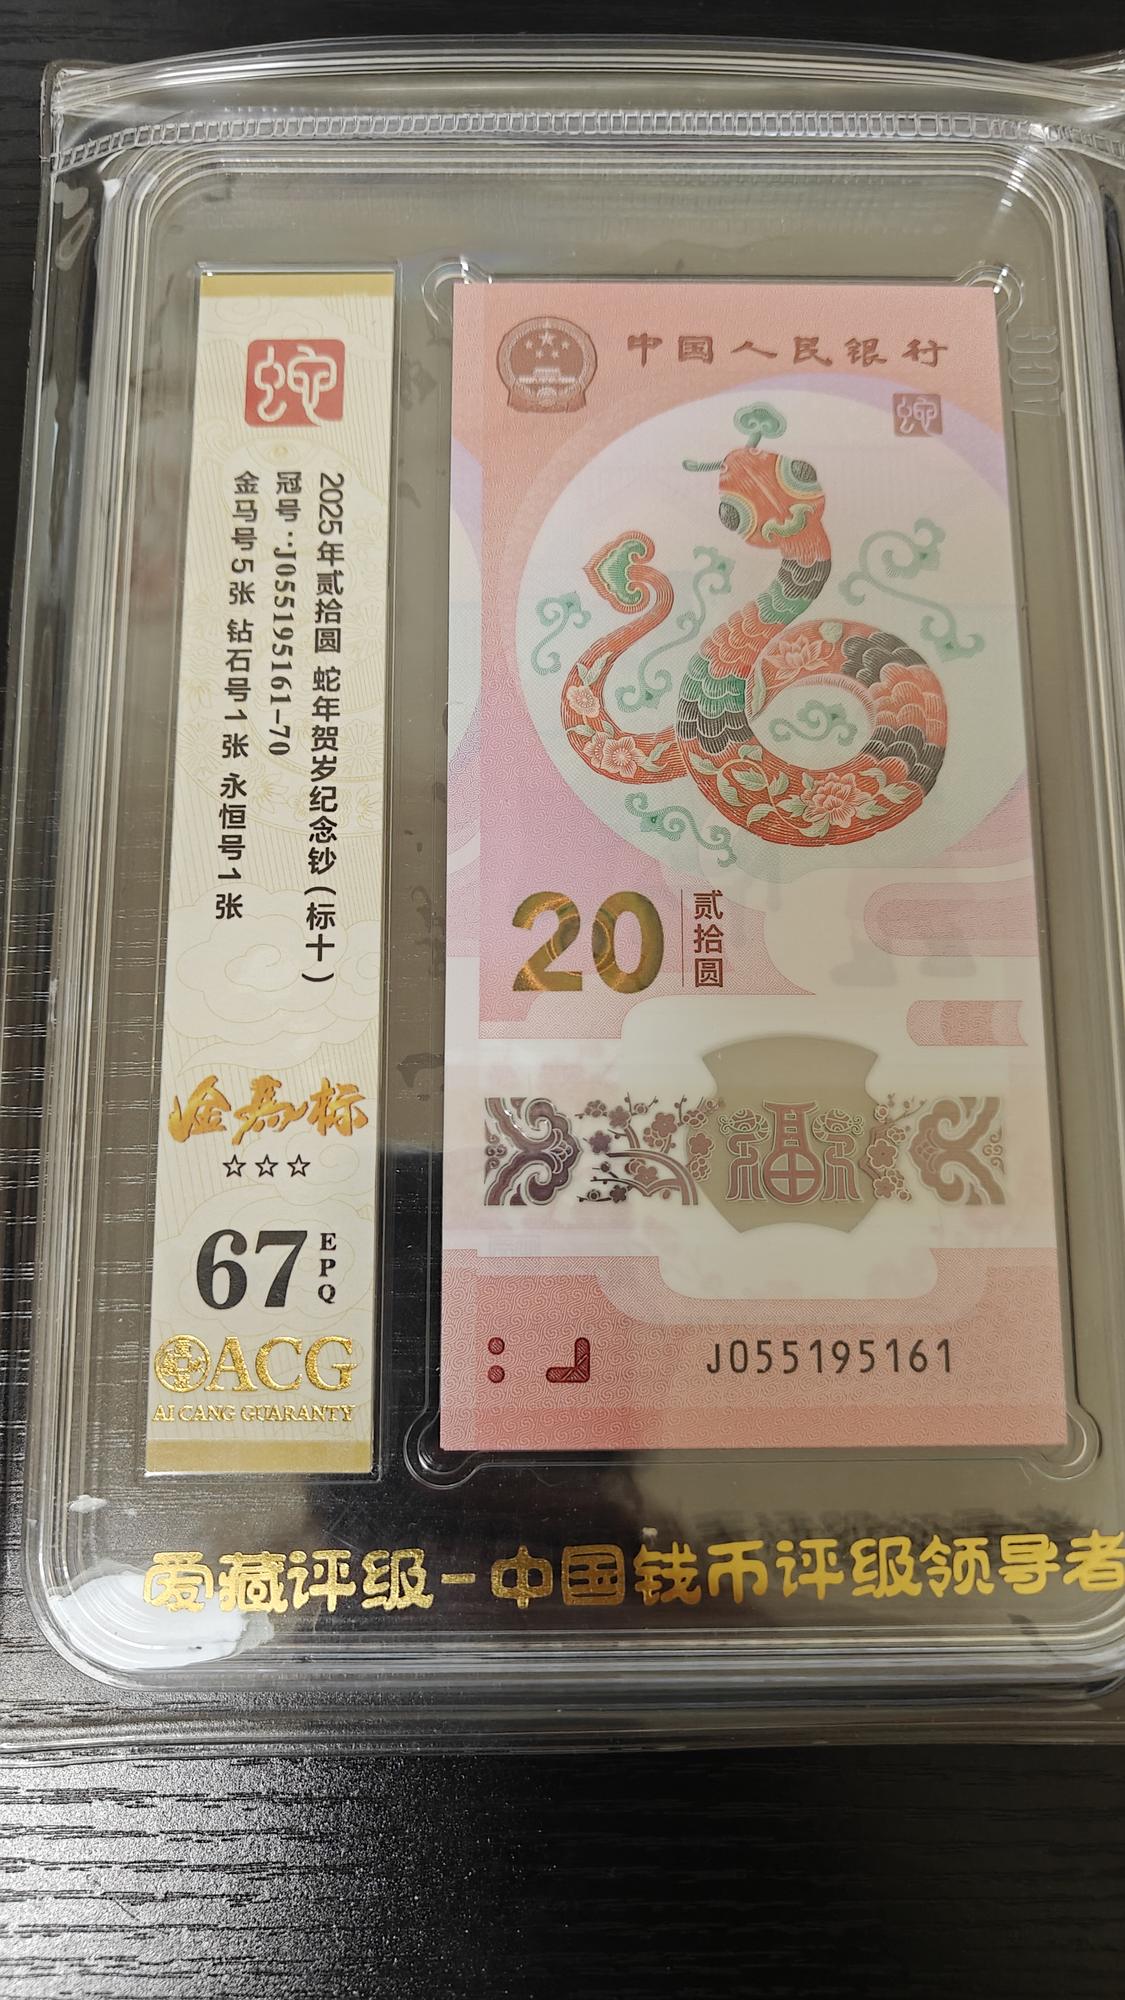 蛇
2025年贰拾圆 蛇年贺岁纪念钞(标十)
冠号:J055195161-70
金马号5张 钻石号1张 永恒号1张
金马标
☆☆☆
67
EPQ
ACG
AI CANG GUARANTY
中国人民银行
蛇
20
贰拾圆
福
J055195161
ACG
爱藏评级-中国钱币评级领导者